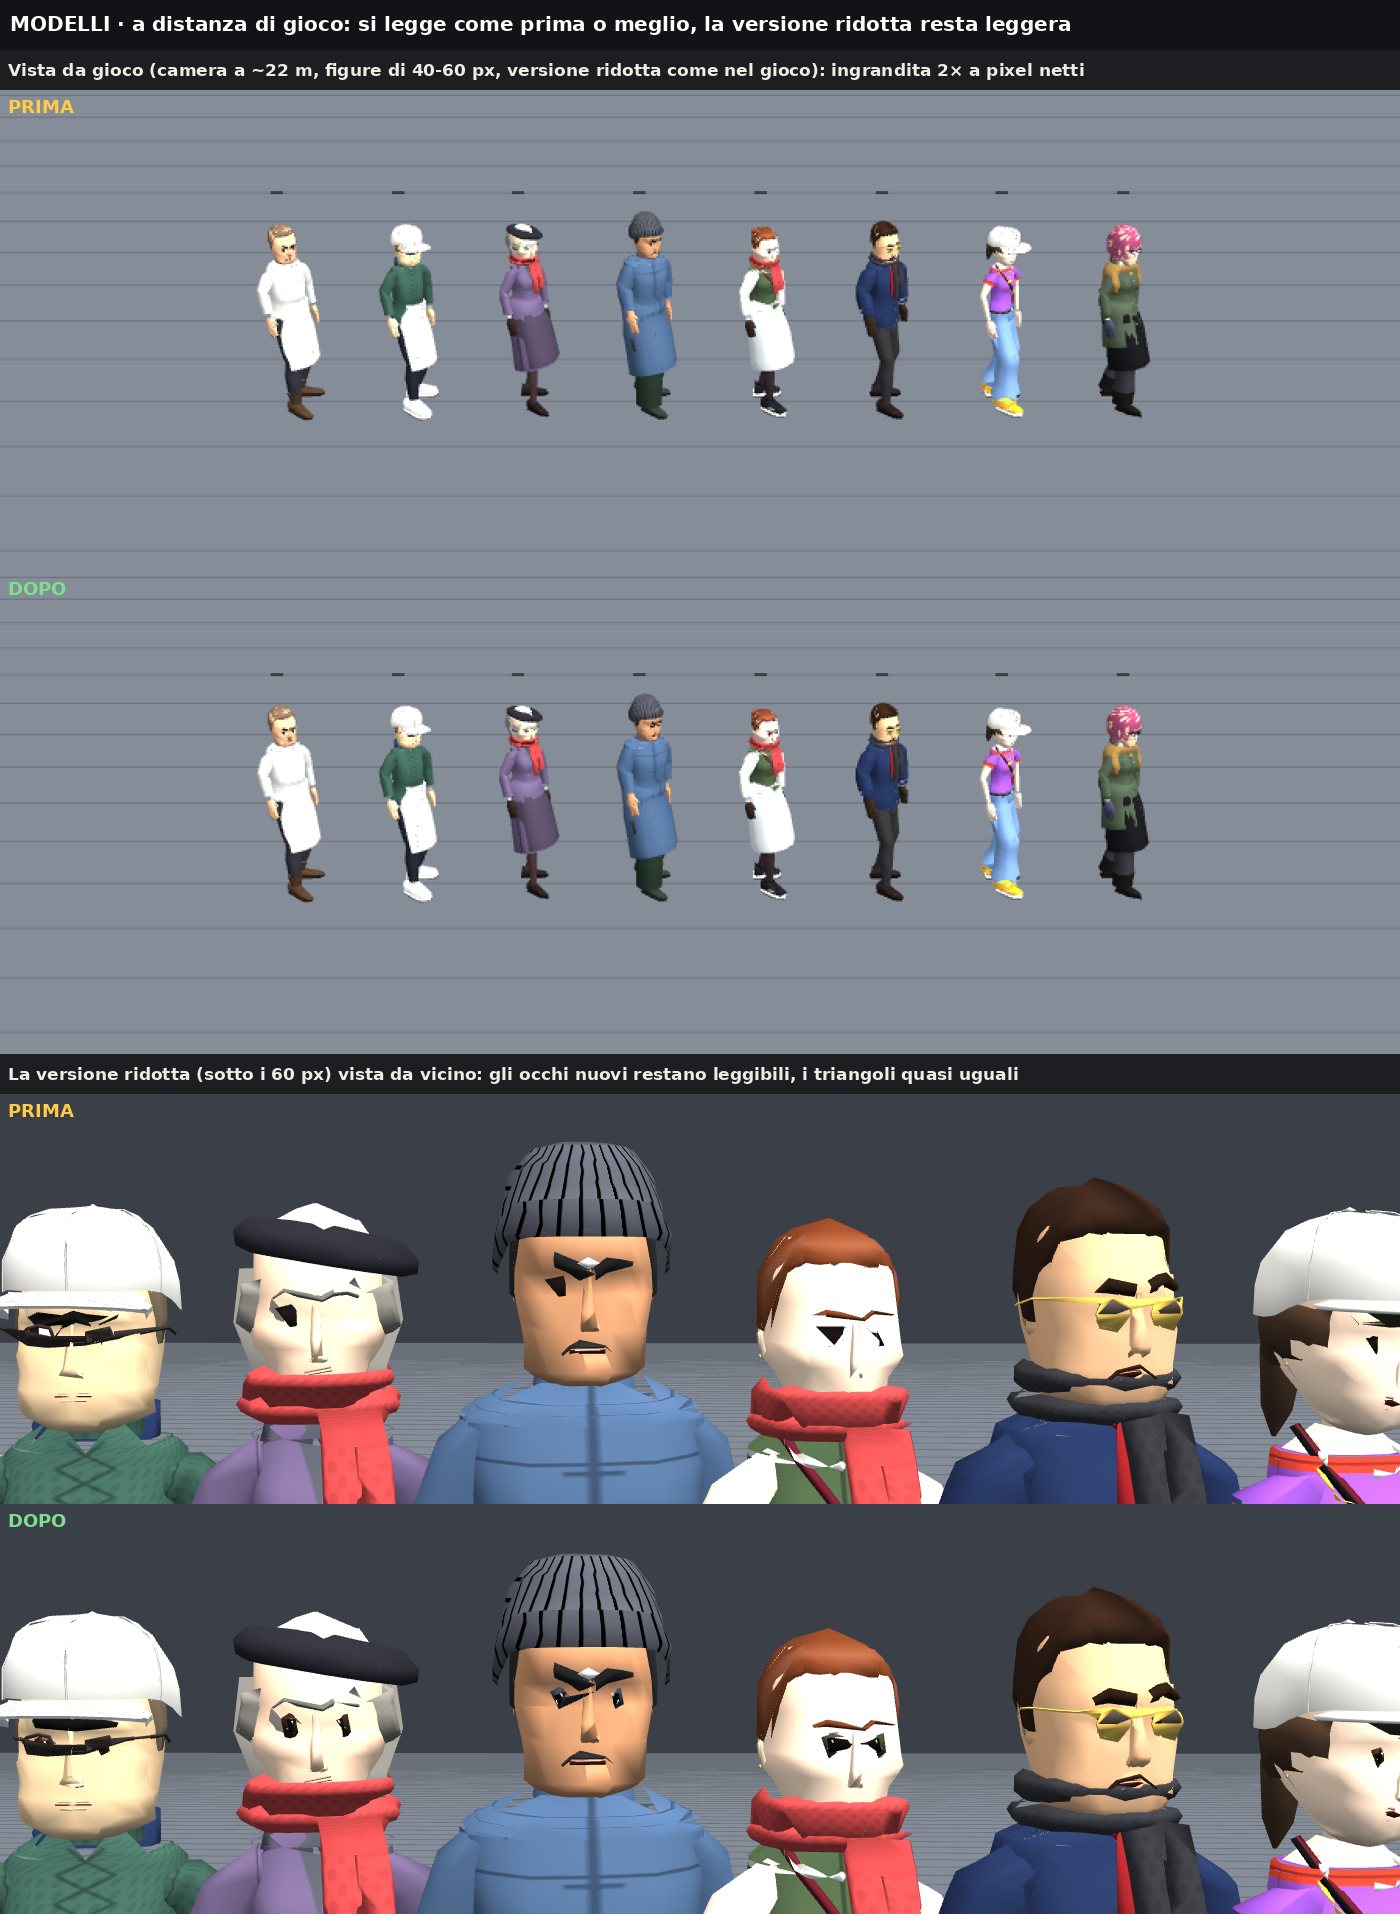 MODELLI · a distanza di gioco: si legge come prima o meglio, la versione ridotta resta leggera
Vista da gioco (camera a ~22 m, figure di 40-60 px, versione ridotta come nel gioco): ingrandita 2× a pixel netti
PRIMA
DOPO
La versione ridotta (sotto i 60 px) vista da vicino: gli occhi nuovi restano leggibili, i triangoli quasi uguali
PRIMA
DOPO